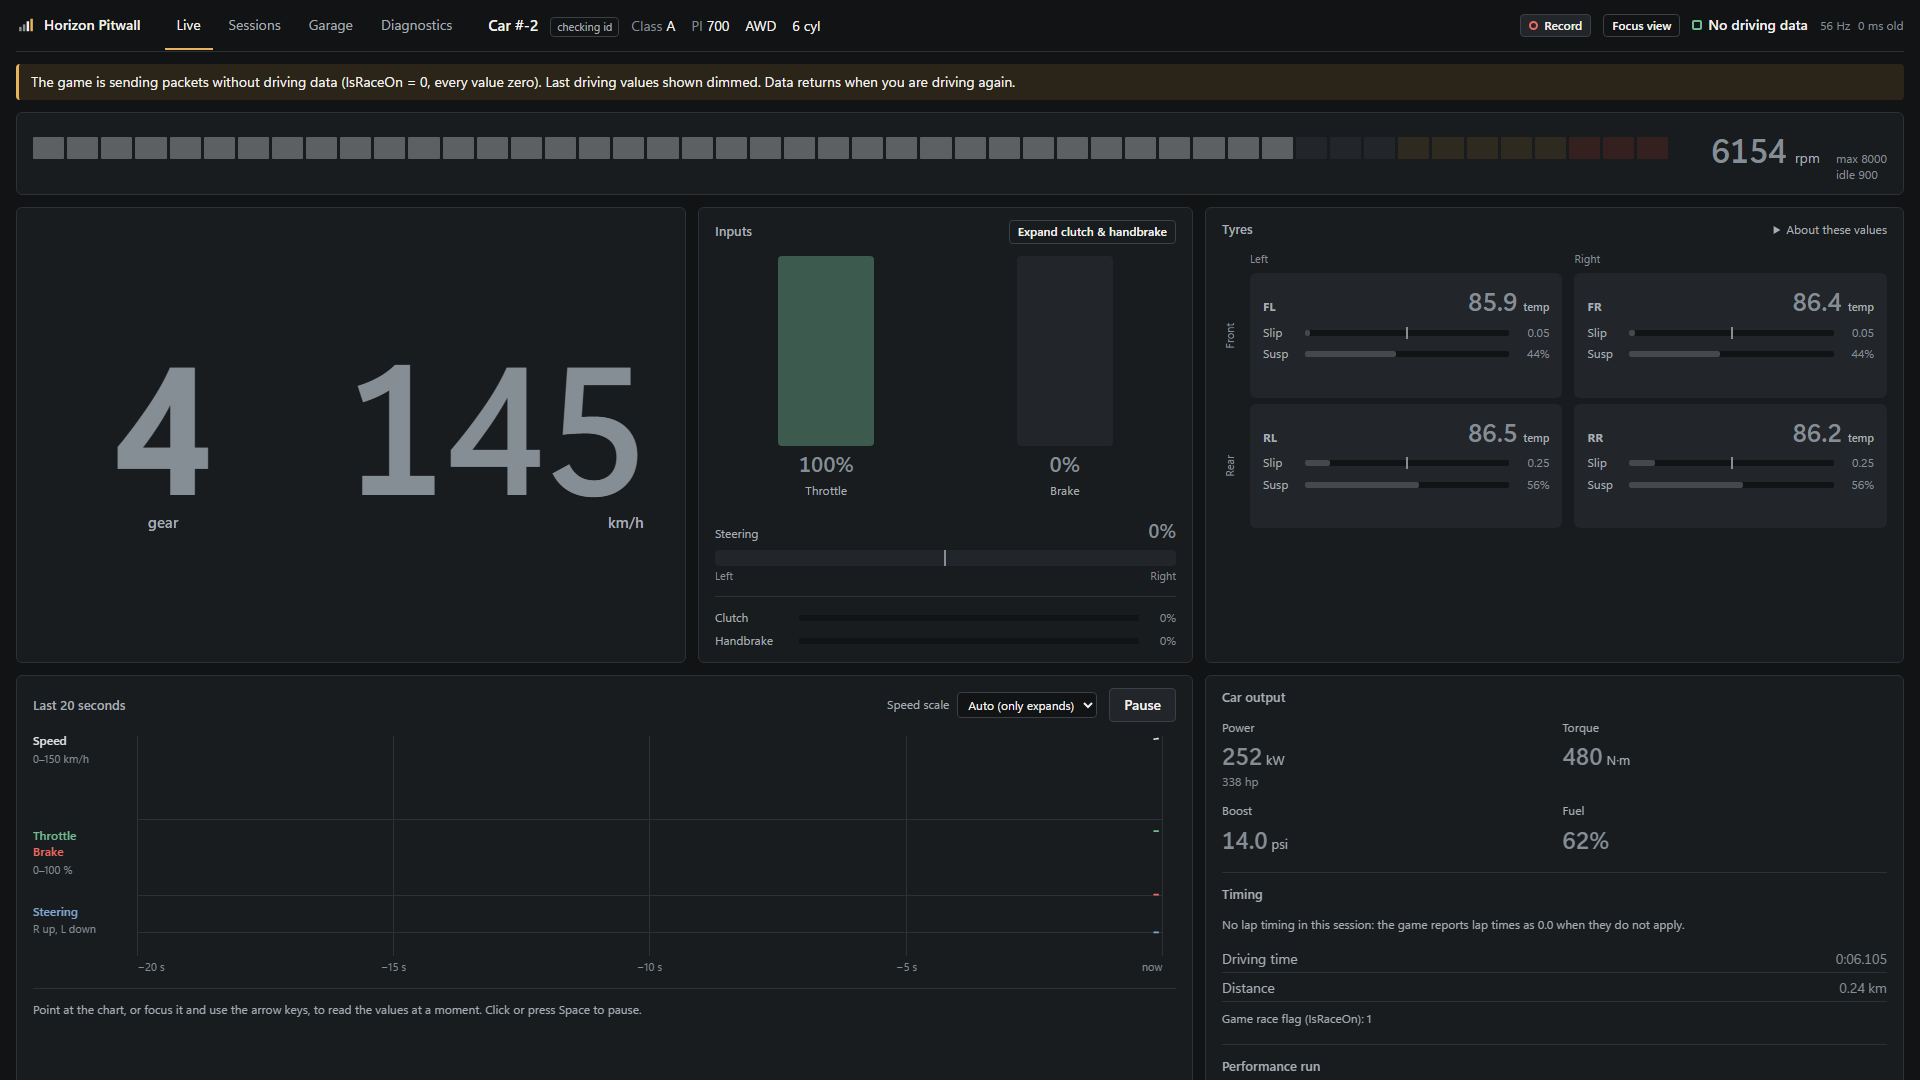 Horizon Pitwall
Live
Sessions
Garage
Diagnostics
Car #-2
checking id
Class A
PI 700
AWD
6 cyl
Record
Focus view
No driving data
56 Hz
0 ms old
The game is sending packets without driving data (IsRaceOn = 0, every value zero). Last driving values shown dimmed. Data returns when you are driving again.
6154 rpm
max 8000
idle 900
4
gear
145
km/h
Inputs
Expand clutch & handbrake
100%
Throttle
0%
Brake
Steering
0%
Left
Right
Clutch
0%
Handbrake
0%
Tyres
About these values
Left
Right
Front
FL
85.9 temp
Slip
0.05
Susp
44%
FR
86.4 temp
Slip
0.05
Susp
44%
Rear
RL
86.5 temp
Slip
0.25
Susp
56%
RR
86.2 temp
Slip
0.25
Susp
56%
Last 20 seconds
Speed scale
Auto (only expands)
Pause
Speed
0–150 km/h
Throttle
Brake
0–100 %
Steering
R up, L down
−20 s
−15 s
−10 s
−5 s
now
Point at the chart, or focus it and use the arrow keys, to read the values at a moment. Click or press Space to pause.
Car output
Power
252 kW
338 hp
Torque
480 N·m
Boost
14.0 psi
Fuel
62%
Timing
No lap timing in this session: the game reports lap times as 0.0 when they do not apply.
Driving time
0:06.105
Distance
0.24 km
Game race flag (IsRaceOn): 1
Performance run